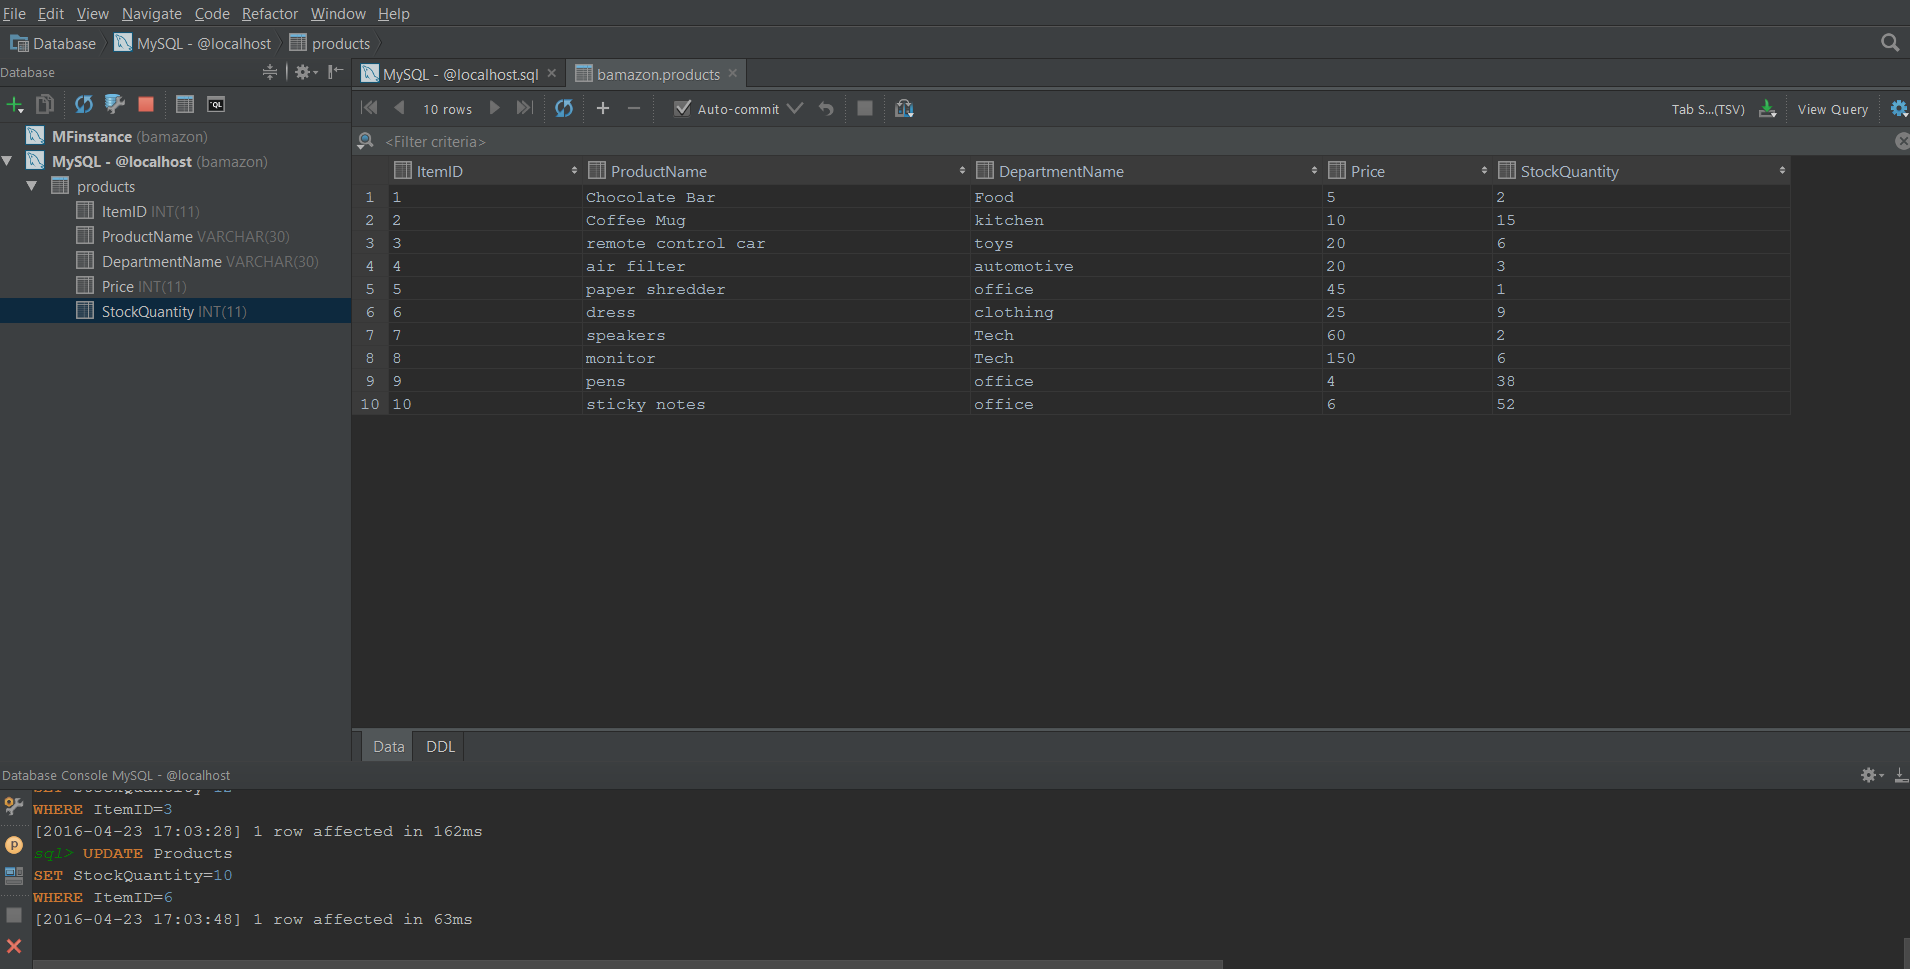 File Edit View Navigate Code Refactor Window Help
Database MySQL - @localhost products
Database
MySQL - @localhost.sql bamazon.products
10 rows Auto-commit Tab S...(TSV) View Query
<Filter criteria>
MFinstance (bamazon)
MySQL - @localhost (bamazon)
products
ItemID INT(11)
ProductName VARCHAR(30)
DepartmentName VARCHAR(30)
Price INT(11)
StockQuantity INT(11)
ItemID ProductName DepartmentName Price StockQuantity
1 1 Chocolate Bar Food 5 2
2 2 Coffee Mug kitchen 10 15
3 3 remote control car toys 20 6
4 4 air filter automotive 20 3
5 5 paper shredder office 45 1
6 6 dress clothing 25 9
7 7 speakers Tech 60 2
8 8 monitor Tech 150 6
9 9 pens office 4 38
10 10 sticky notes office 6 52
Data DDL
Database Console MySQL - @localhost
WHERE ItemID=3
[2016-04-23 17:03:28] 1 row affected in 162ms
sql> UPDATE Products
SET StockQuantity=10
WHERE ItemID=6
[2016-04-23 17:03:48] 1 row affected in 63ms